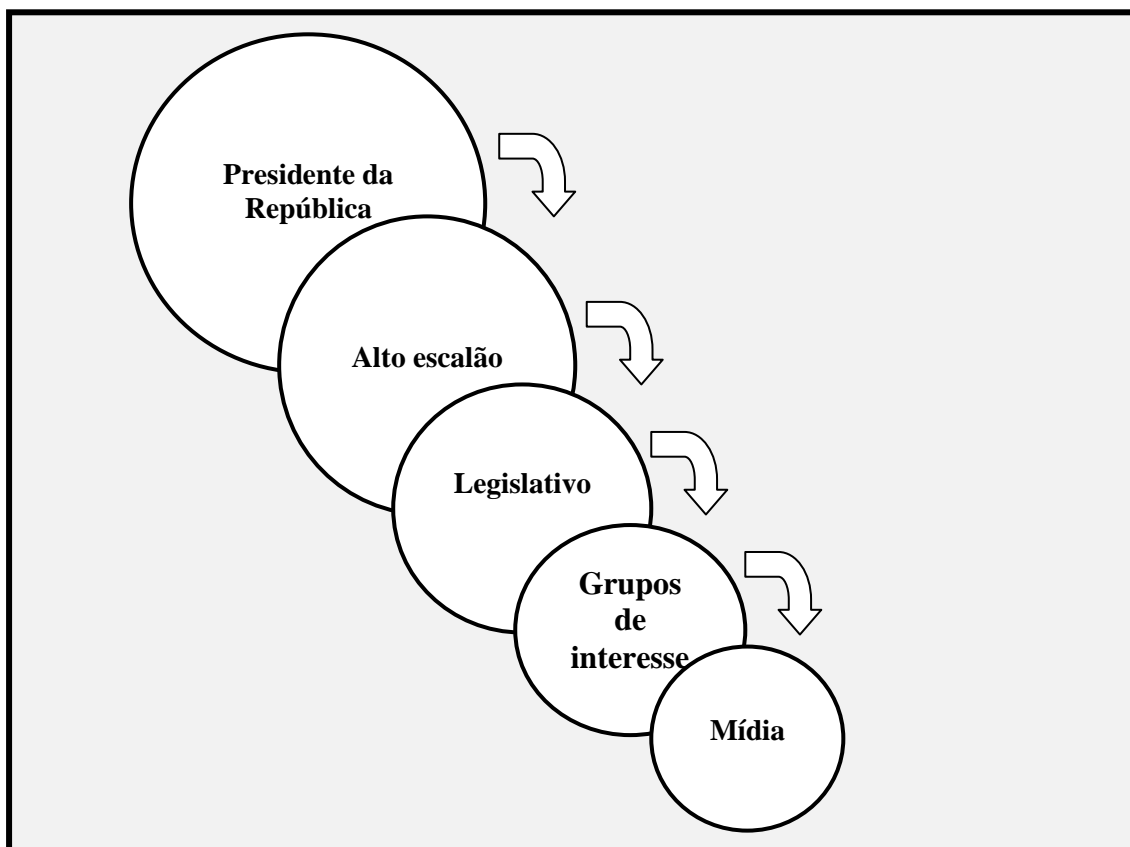 Presidente da
República
Alto escalão
Legislativo
Grupos
de
interesse
Mídia